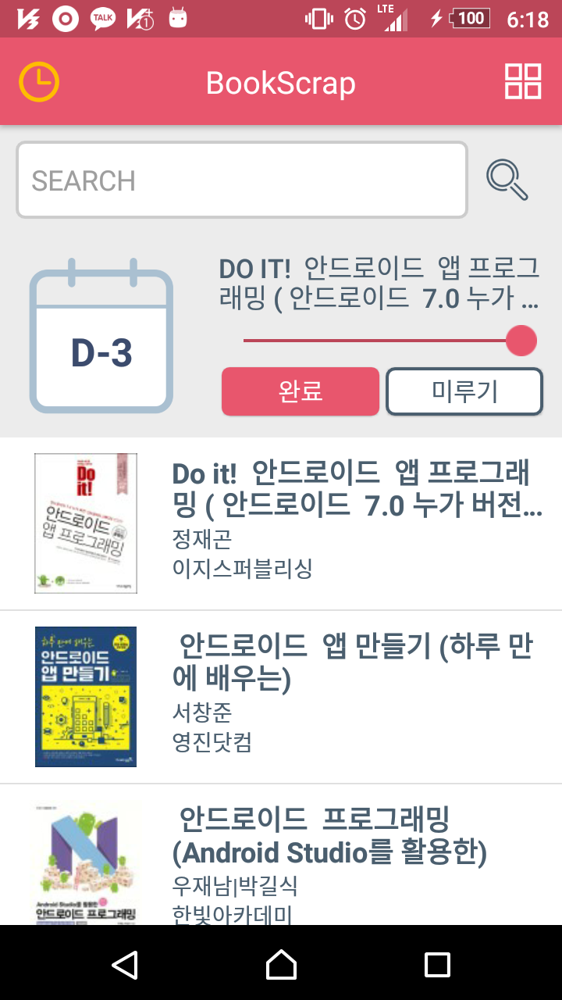 TALK
LTE
100
6:18
BookScrap
SEARCH
DO IT! 안드로이드 앱 프로그
래밍 ( 안드로이드 7.0 누가 ...
D-3
완료
미루기
Do
it!
안드로이드
앱 프로그래밍
Do it! 안드로이드 앱 프로그래
밍 ( 안드로이드 7.0 누가 버전...
정재곤
이지스퍼블리싱
하루 만에 배우는
안드로이드
앱 만들기
안드로이드 앱 만들기 (하루 만
에 배우는)
서창준
영진닷컴
Android Studio를 활용한
안드로이드 프로그래밍
안드로이드 프로그래밍
(Android Studio를 활용한)
우재남|박길식
한빛아카데미